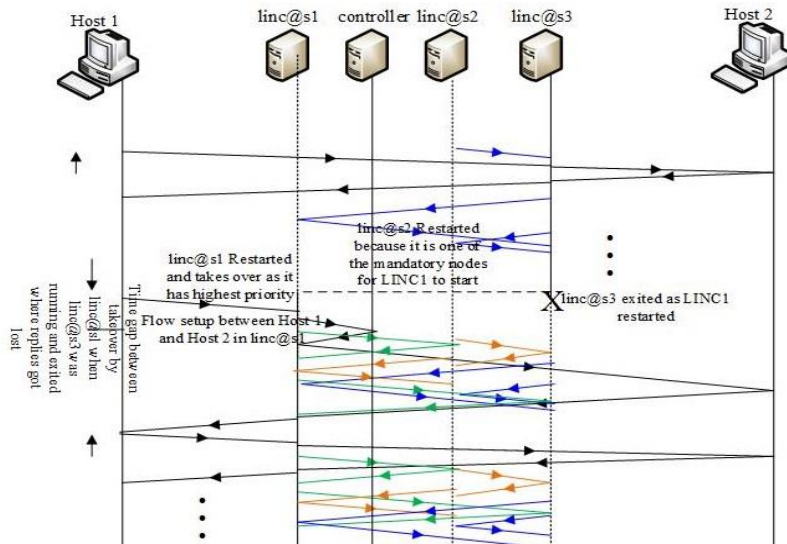 Host 1
linc@s1
controller
linc@s2
linc@s3
Host 2
linc@s1 Restarted
and takes over as it
has highest priority
linc@s2 Restarted
because it is one of
the mandatory nodes
for LINC1 to start
X
linc@s3 exited as LINC1
restarted
Flow setup between Host 1
and Host 2 in linc@s1
Time gap between
takeover by
linc@s1 when
linc@s3 was
running and exited
where replies got
lost